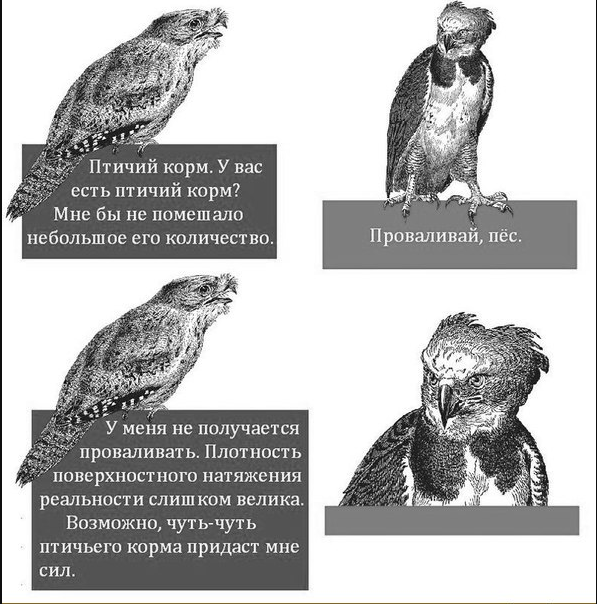 Птичий корм. У вас
есть птичий корм?
Мне бы не помешало
небольшое его количество.
Проваливай, пёс.
У меня не получается
проваливать. Плотность
поверхностного натяжения
реальности слишком велика.
Возможно, чуть-чуть
птичьего корма придаст мне
сил.